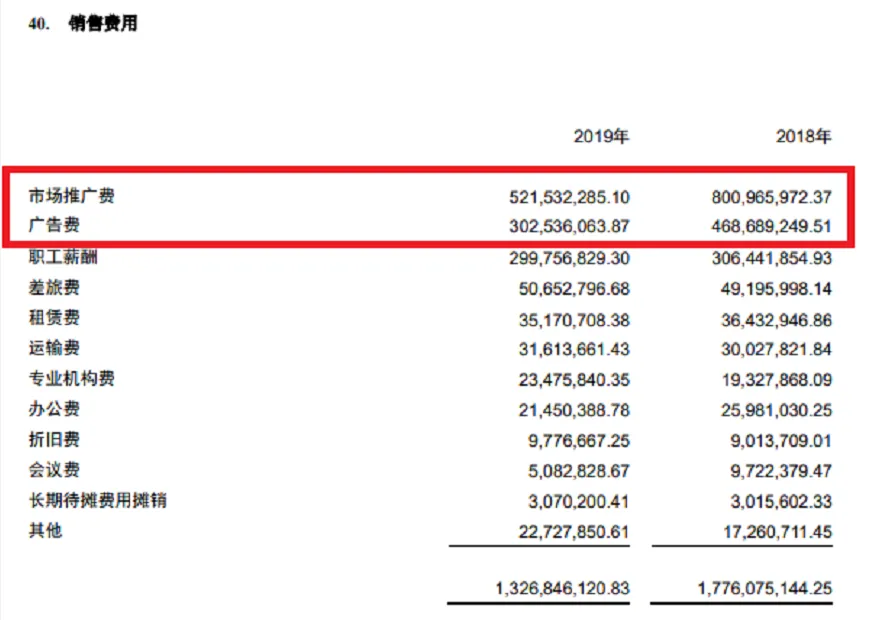 40. 销售费用
2019年 2018年
市场推广费 521,532,285.10 800,965,972.37
广告费 302,536,063.87 468,689,249.51
职工薪酬 299,756,829.30 306,441,854.93
差旅费 50,652,796.68 49,195,998.14
租赁费 35,170,708.38 36,432,946.86
运输费 31,613,661.43 30,027,821.84
专业机构费 23,475,840.35 19,327,868.09
办公费 21,450,388.78 25,981,030.25
折旧费 9,776,667.25 9,013,709.01
会议费 5,082,828.67 9,722,379.47
长期待摊费用摊销 3,070,200.41 3,015,602.33
其他 22,727,850.61 17,260,711.45
1,326,846,120.83 1,776,075,144.25